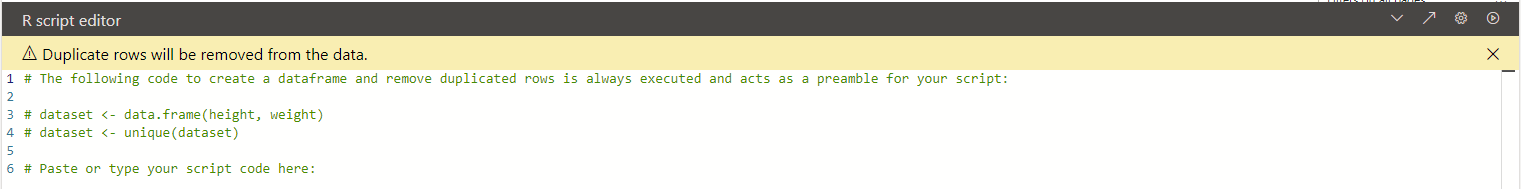 R script editor
Duplicate rows will be removed from the data.
1 # The following code to create a dataframe and remove duplicated rows is always executed and acts as a preamble for your script:
2
3 # dataset <- data.frame(height, weight)
4 # dataset <- unique(dataset)
5
6 # Paste or type your script code here: